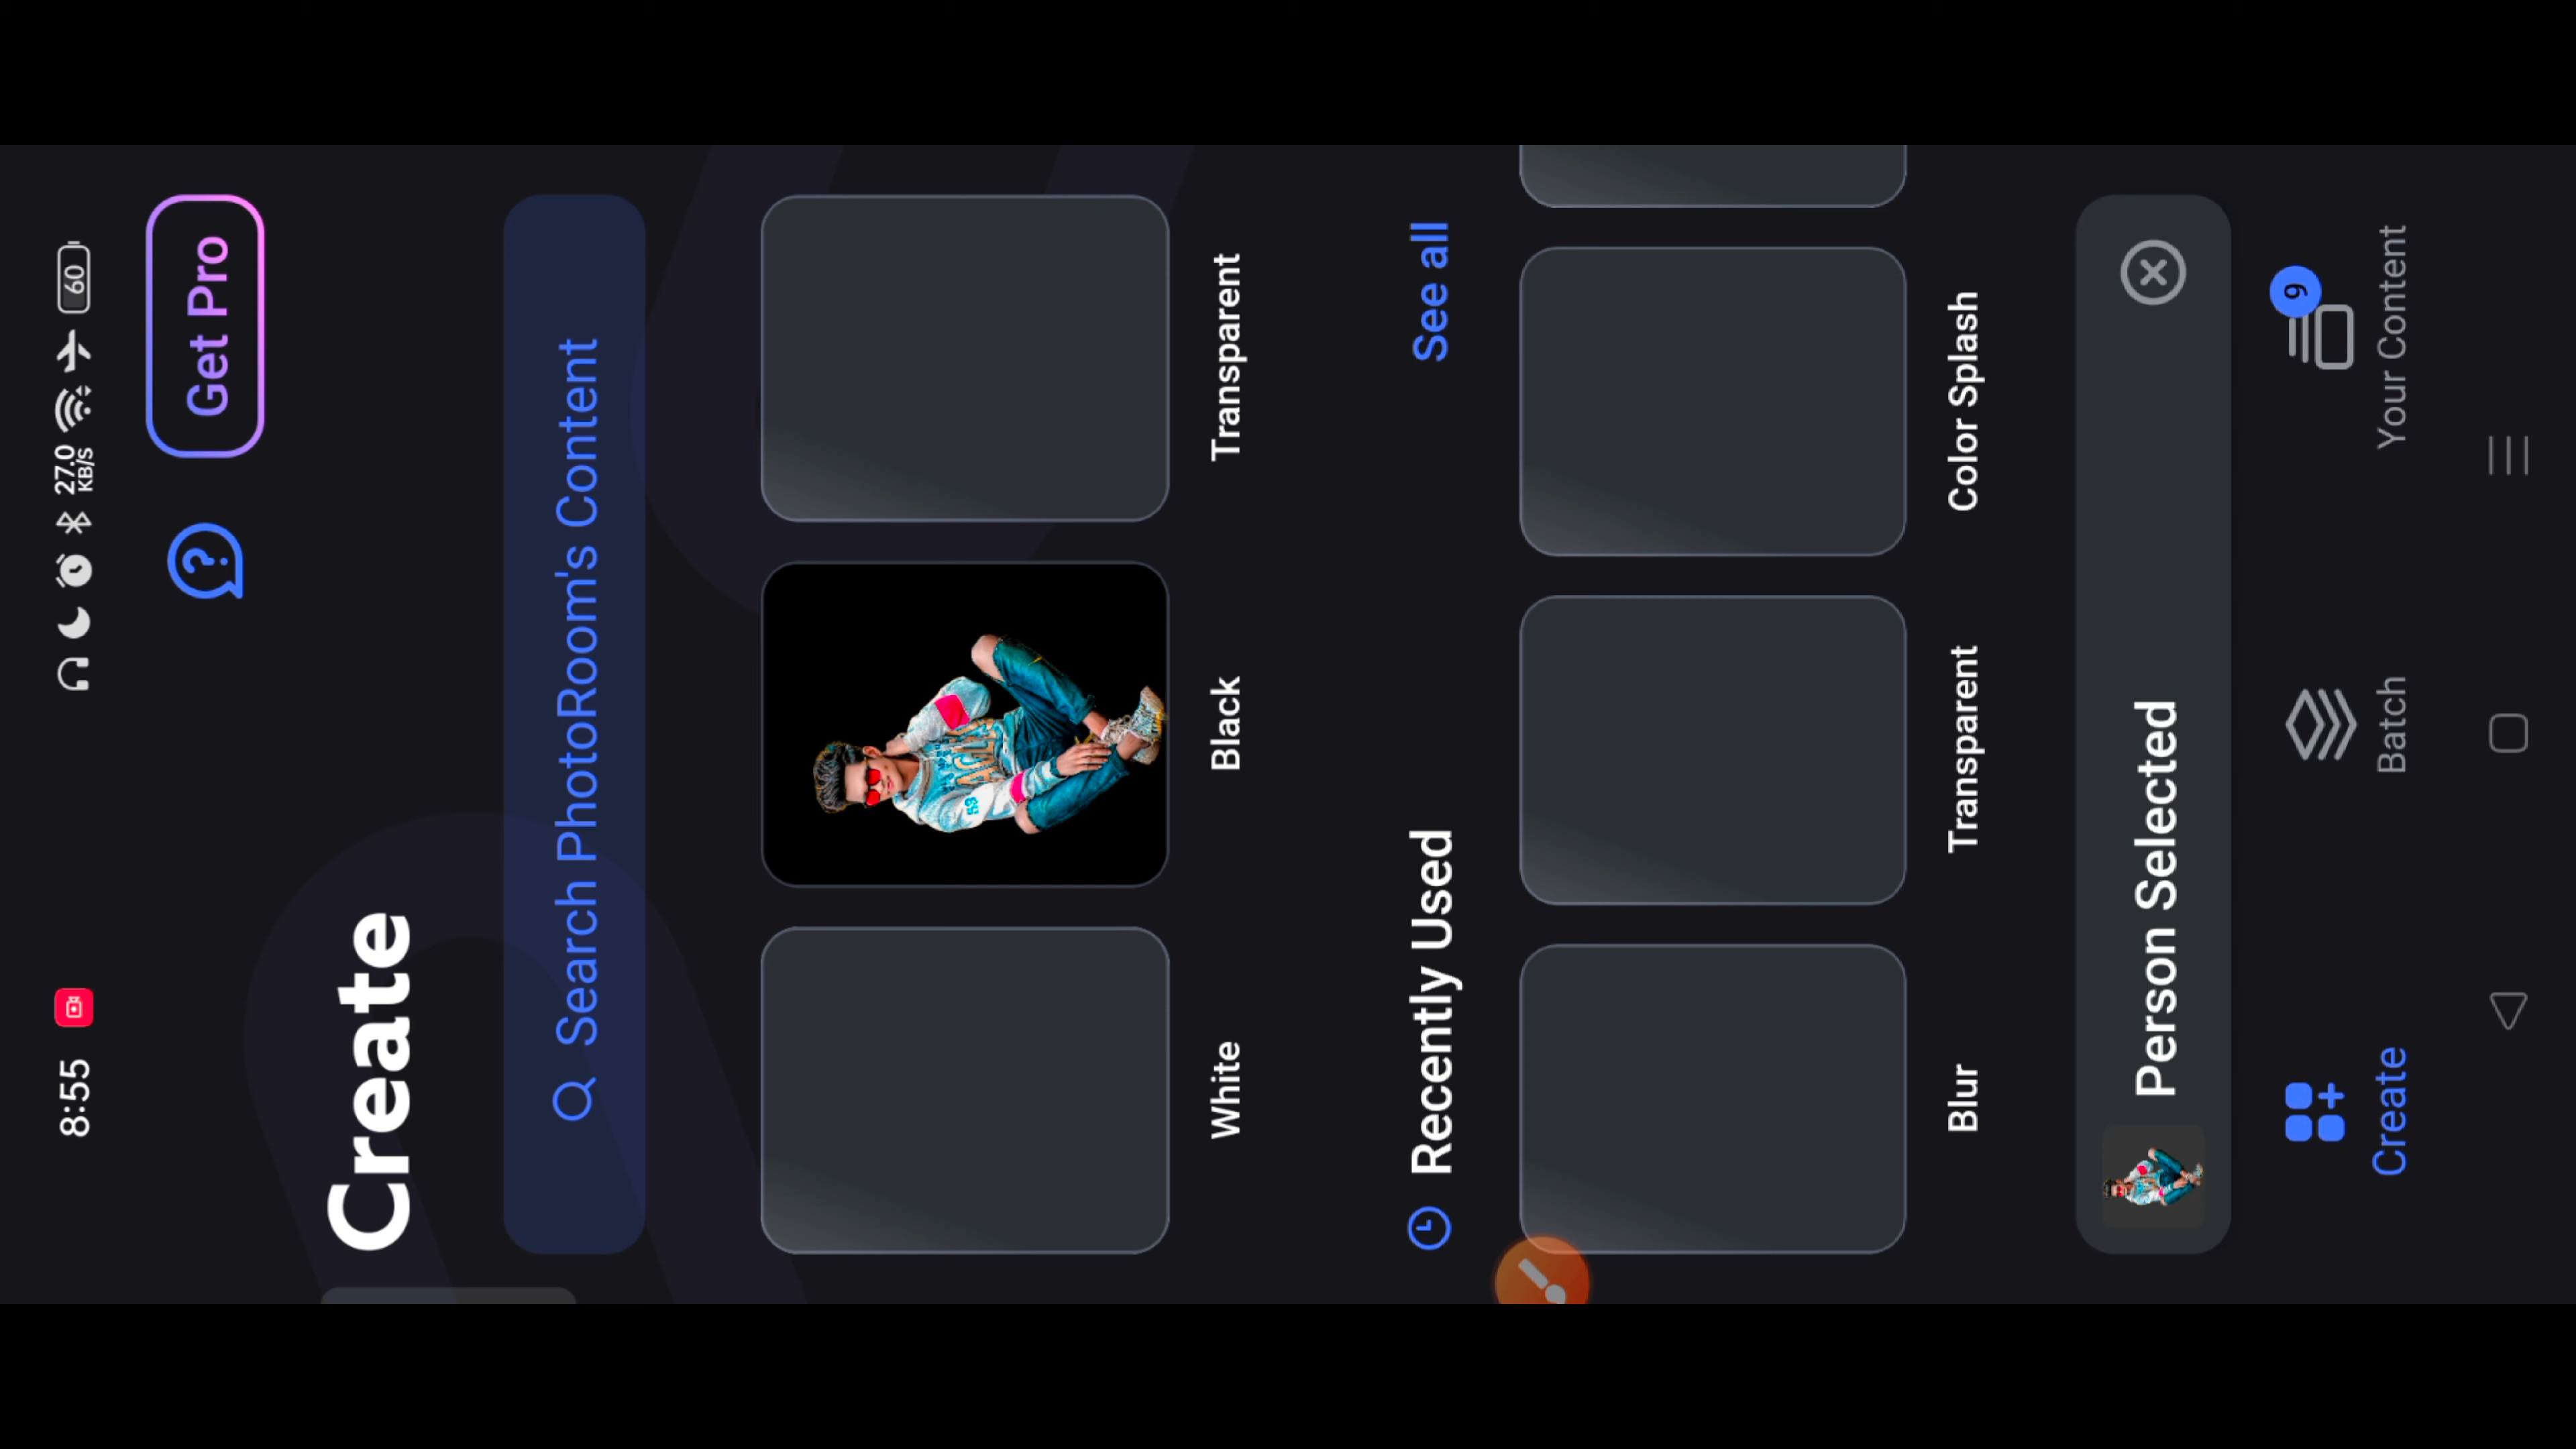 8:55
27.0
KB/S
60
Get Pro
Create
Search PhotoRoom's Content
White
Black
Transparent
Recently Used
See all
Blur
Transparent
Color Splash
Person Selected
9
Create
Batch
Your Content